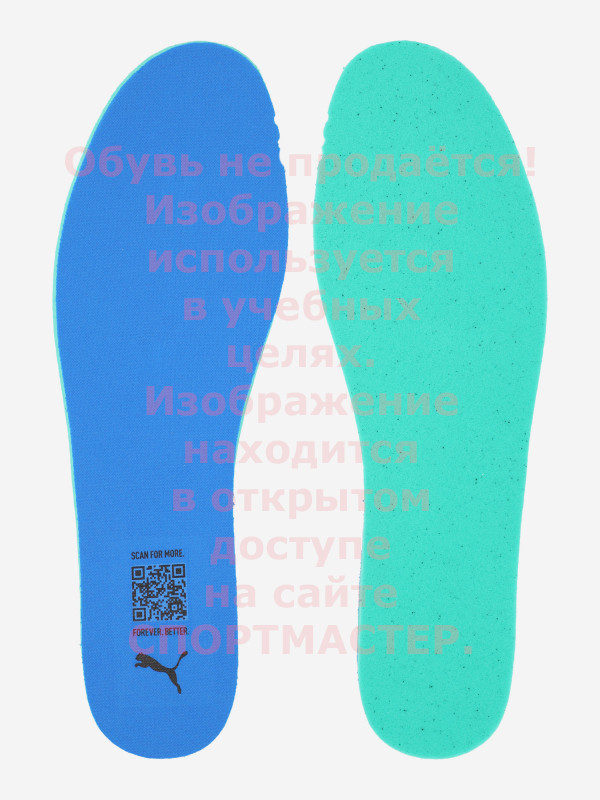 Обувь не продаётся!
Изображение
используется
в учебных
целях.
Изображение
находится
в открытом
доступе
на сайте
СПОРТМАСТЕР.
SCAN FOR MORE.
FOREVER. BETTER.